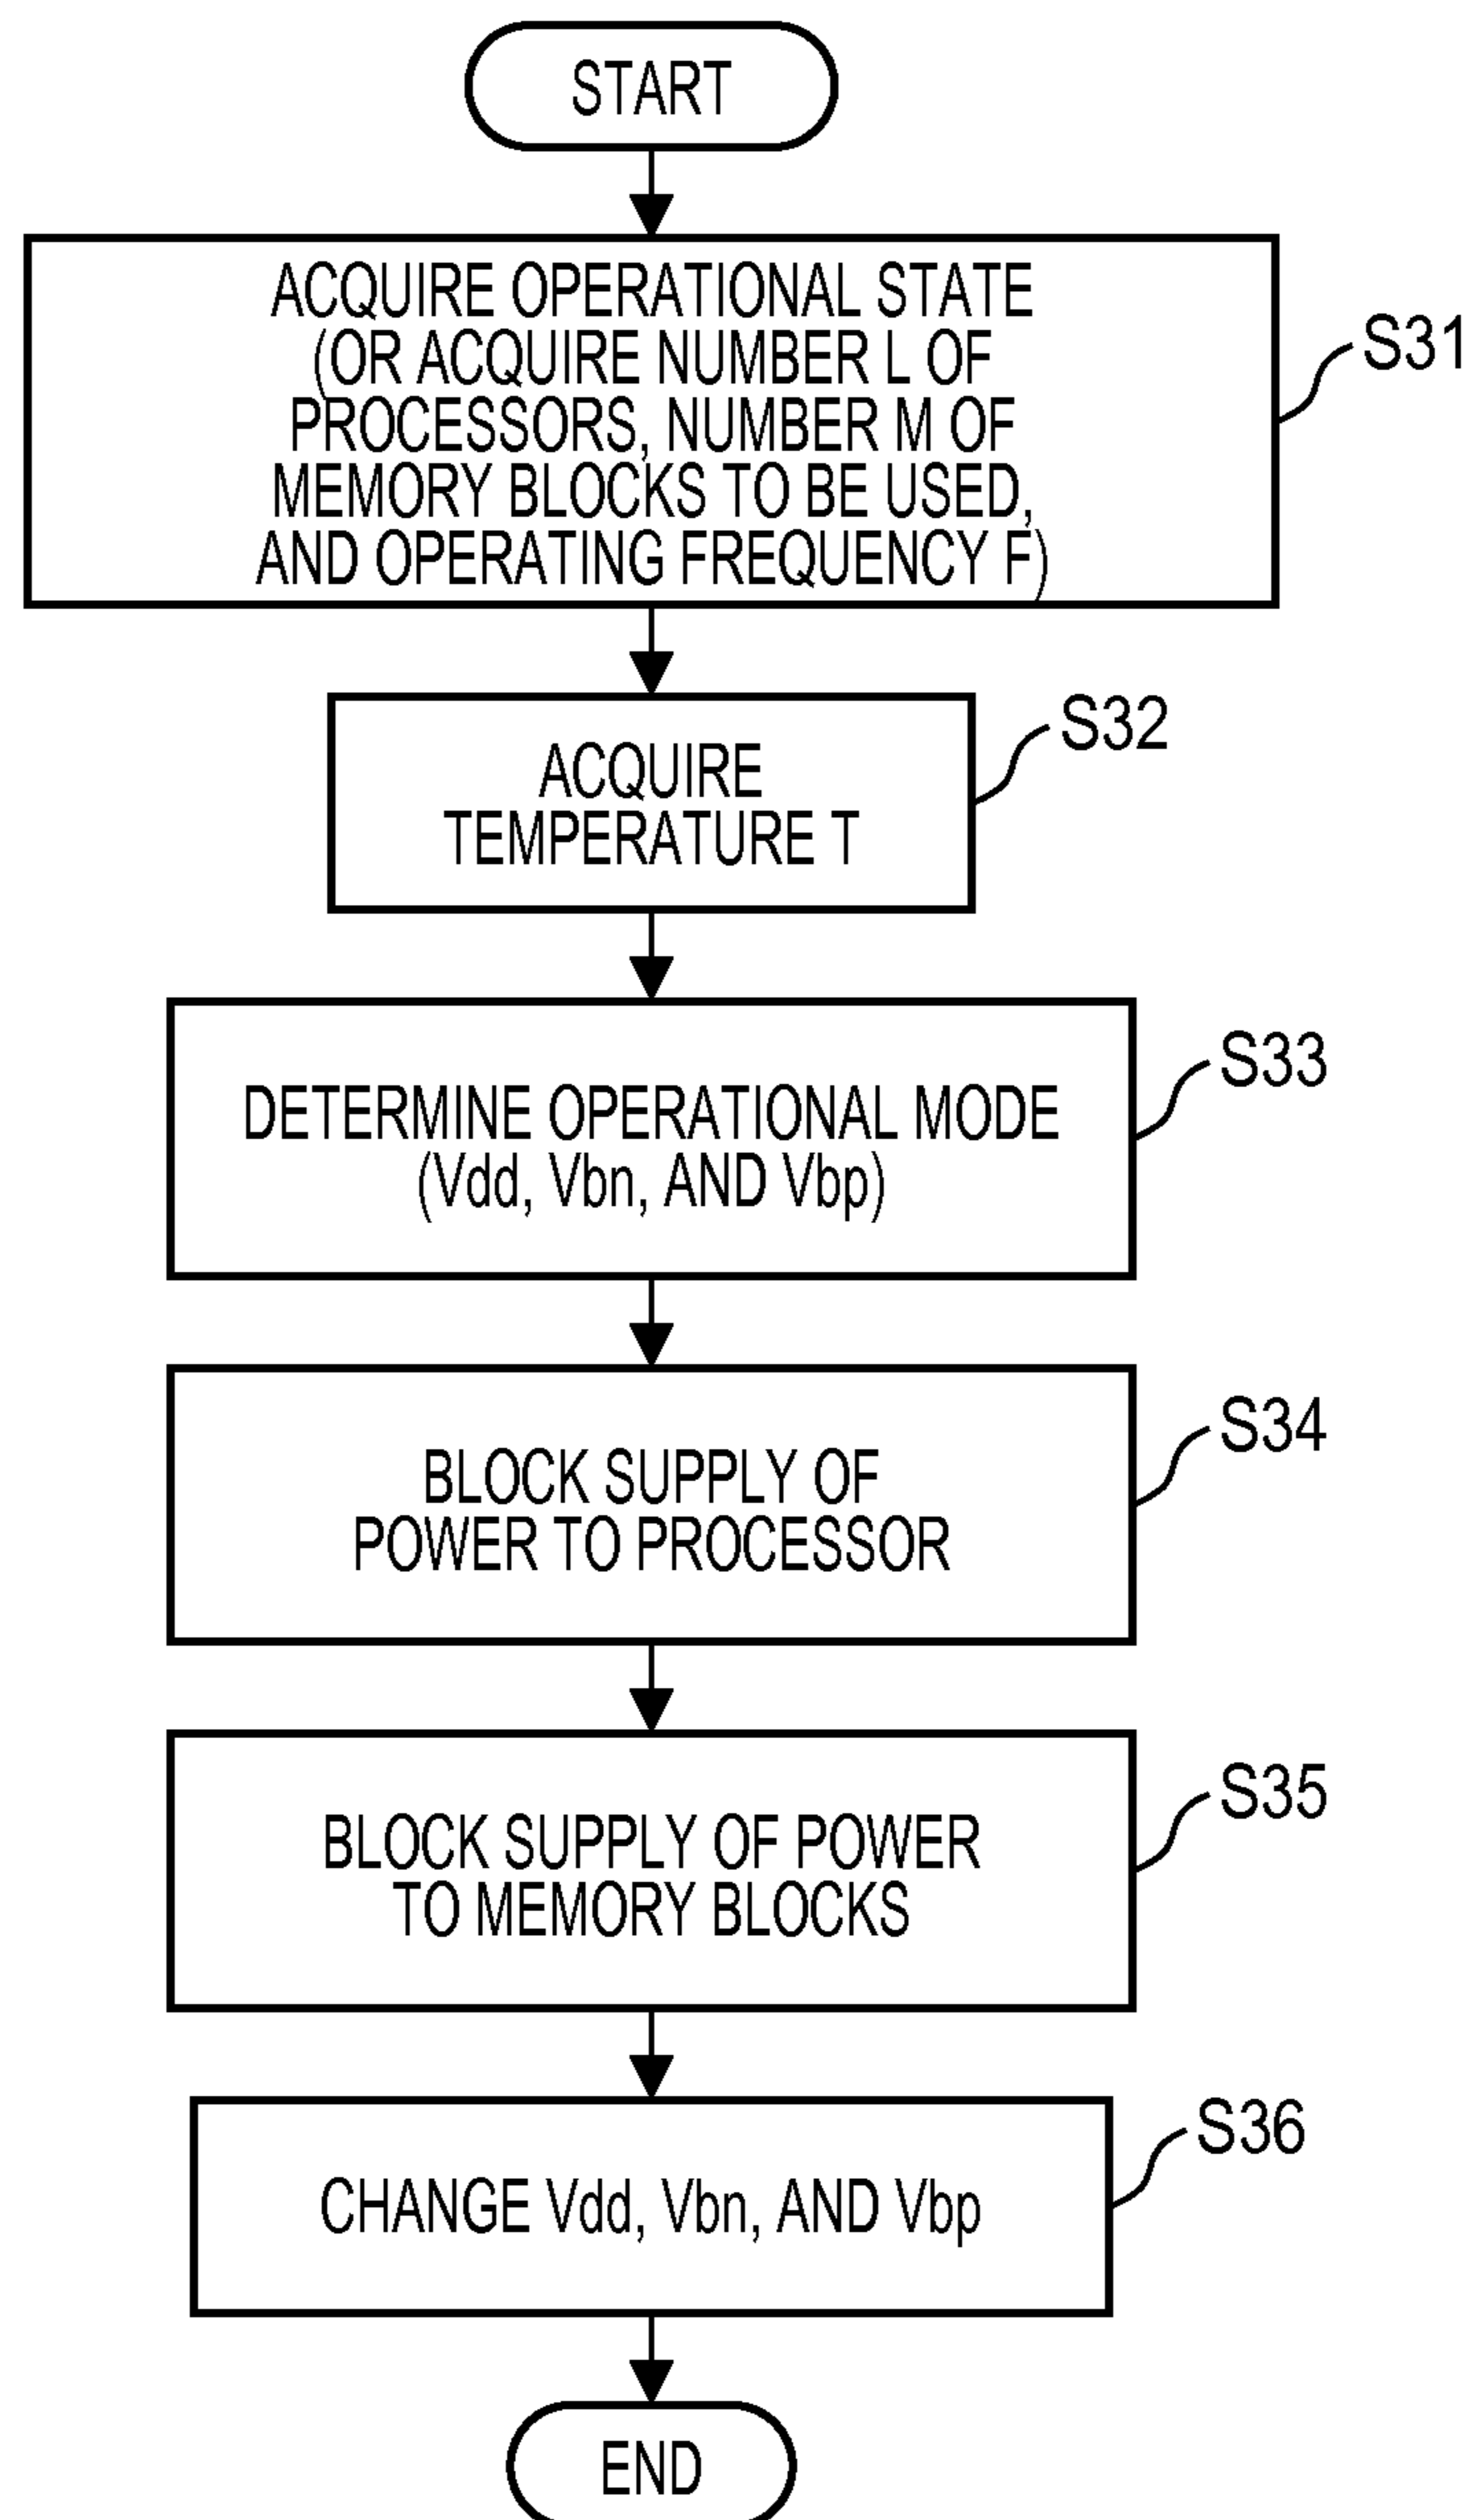 START
ACQUIRE OPERATIONAL STATE
(OR ACQUIRE NUMBER L OF
PROCESSORS, NUMBER M OF
MEMORY BLOCKS TO BE USED,
AND OPERATING FREQUENCY F)
S31
ACQUIRE
TEMPERATURE T
S32
DETERMINE OPERATIONAL MODE
(Vdd, Vbn, AND Vbp)
S33
BLOCK SUPPLY OF
POWER TO PROCESSOR
S34
BLOCK SUPPLY OF POWER
TO MEMORY BLOCKS
S35
CHANGE Vdd, Vbn, AND Vbp
S36
END